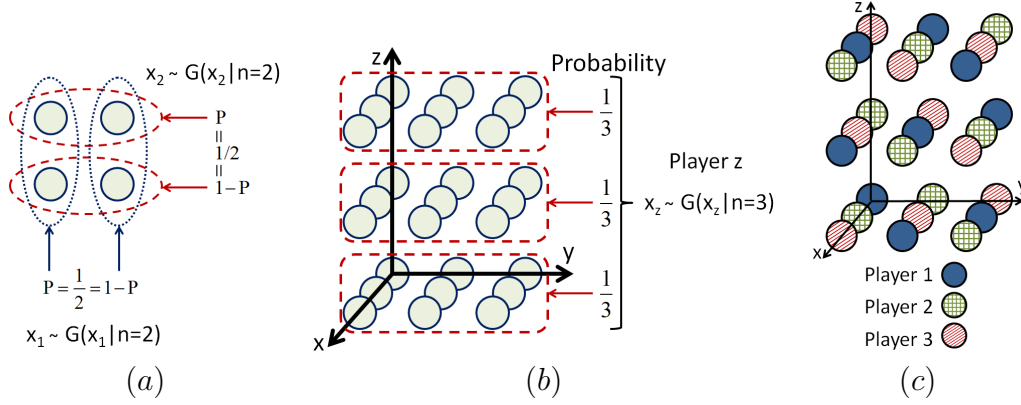 x₂ ~ G(x₂|n=2)
P
=
1/2
=
1−P
P = 1/2 = 1−P
x₁ ~ G(x₁|n=2)
(a)
z
Probability
1/3
1/3
1/3
Player z
x_z ~ G(x_z|n=3)
y
x
(b)
z
y
x
Player 1
Player 2
Player 3
(c)